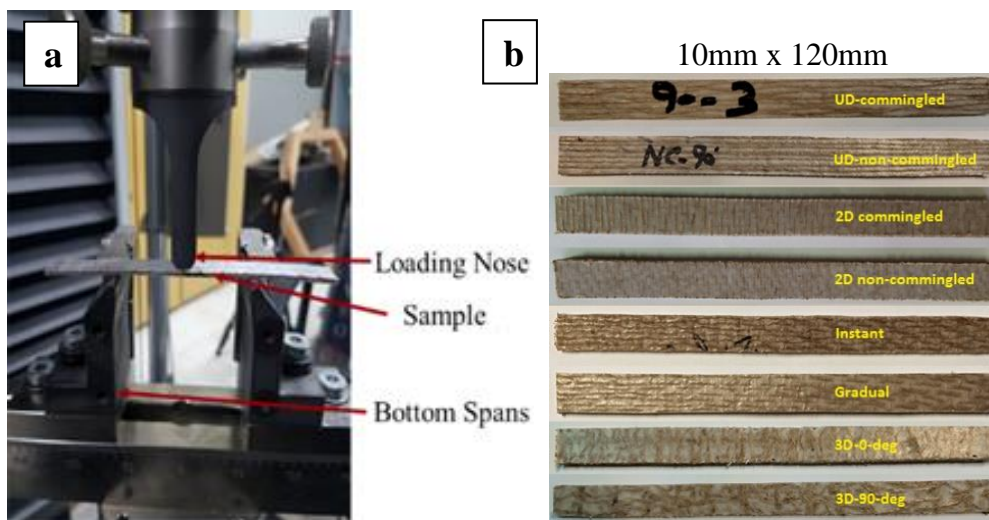 a
Loading Nose
Sample
Bottom Spans
b
10mm x 120mm
9--3
UD-commingled
NC-90
UD-non-commingled
2D commingled
2D non-commingled
Instant
Gradual
3D-0-deg
3D-90-deg